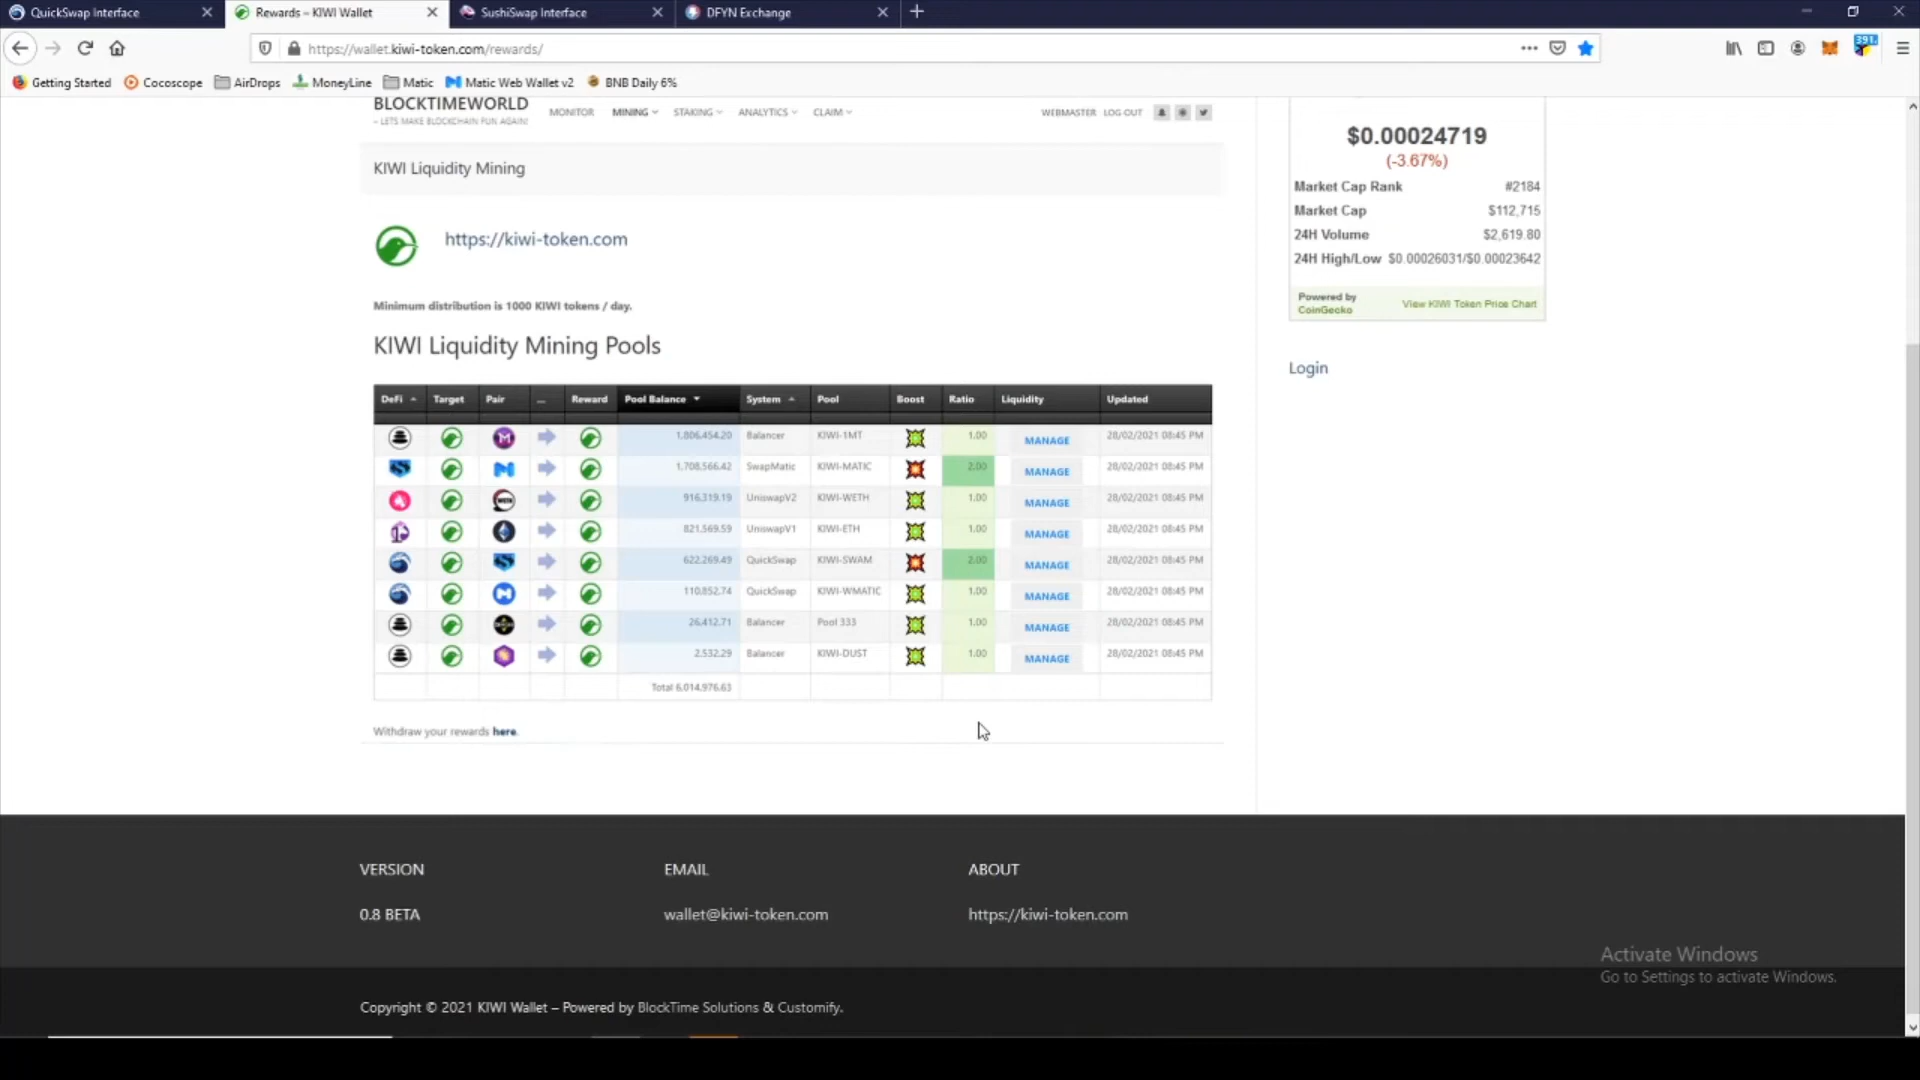 QuickSwap Interface
Rewards – KIWI Wallet
SushiSwap Interface
DFYN Exchange
https://wallet.kiwi-token.com/rewards/
391.
Getting Started
Cocoscope
AirDrops
MoneyLine
Matic
Matic Web Wallet v2
BNB Daily 6%
BLOCKTIMEWORLD
– LETS MAKE BLOCKCHAIN FUN AGAIN!
MONITOR MINING STAKING ANALYTICS CLAIM
WEBMASTER LOG OUT
KIWI Liquidity Mining
https://kiwi-token.com
Minimum distribution is 1000 KIWI tokens / day.
KIWI Liquidity Mining Pools
DeFi Target Pair ... Reward Pool Balance System Pool Boost Ratio Liquidity Updated
1,806,454.20 Balancer KIWI-1MT 1.00 MANAGE 28/02/2021 08:45 PM
1,708,566.42 SwapMatic KIWI-MATIC 2.00 MANAGE 28/02/2021 08:45 PM
916,319.19 UniswapV2 KIWI-WETH 1.00 MANAGE 28/02/2021 08:45 PM
821,569.59 UniswapV1 KIWI-ETH 1.00 MANAGE 28/02/2021 08:45 PM
622,269.49 QuickSwap KIWI-SWAM 2.00 MANAGE 28/02/2021 08:45 PM
110,852.74 QuickSwap KIWI-WMATIC 1.00 MANAGE 28/02/2021 08:45 PM
26,412.71 Balancer Pool 333 1.00 MANAGE 28/02/2021 08:45 PM
2,532.29 Balancer KIWI-DUST 1.00 MANAGE 28/02/2021 08:45 PM
Total 6,014,976.63
Withdraw your rewards here.
$0.00024719
(-3.67%)
Market Cap Rank #2184
Market Cap $112,715
24H Volume $2,619.80
24H High/Low $0.00026031/$0.00023642
Powered by
CoinGecko
View KIWI Token Price Chart
Login
VERSION
0.8 BETA
EMAIL
wallet@kiwi-token.com
ABOUT
https://kiwi-token.com
Activate Windows
Go to Settings to activate Windows.
Copyright © 2021 KIWI Wallet – Powered by BlockTime Solutions & Customify.